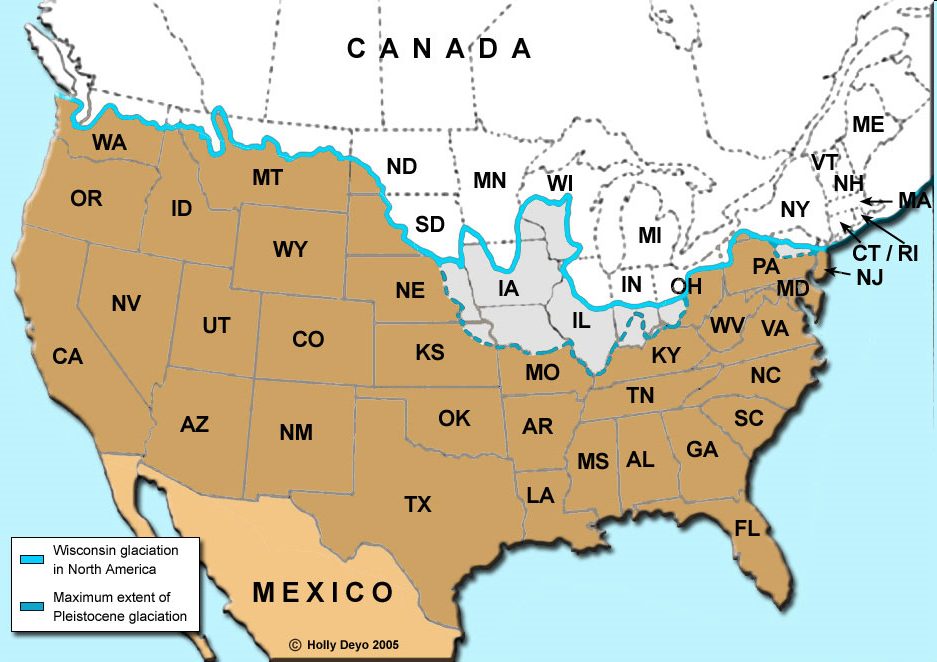 CANADA
ME
WA
ND
VT
MN
WI
NH
MT
MA
OR
ID
NY
SD
MI
WY
CT / RI
PA
NJ
NE
IA
IN
OH
MD
NV
UT
IL
WV
VA
CO
KS
KY
CA
MO
NC
TN
AZ
NM
OK
AR
SC
MS
AL
GA
TX
LA
FL
Wisconsin glaciation
in North America
Maximum extent of
Pleistocene glaciation
MEXICO
© Holly Deyo 2005